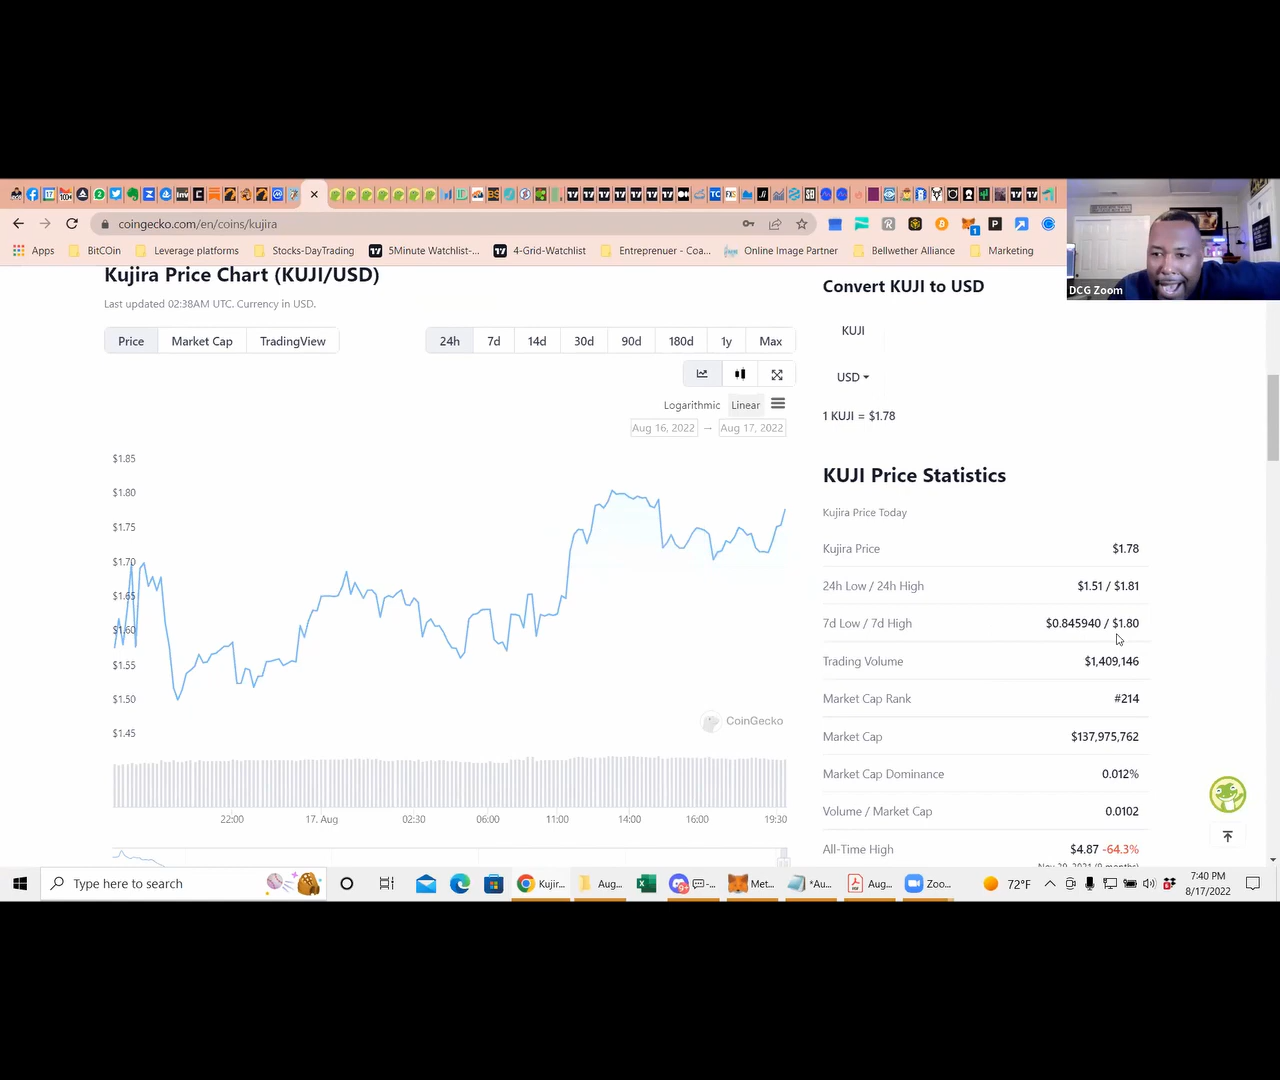 coingecko.com/en/coins/kujira
Apps BitCOin Leverage platforms Stocks-DayTrading 5Minute Watchlist-... 4-Grid-Watchlist Entreprenuer - Coa... Online Image Partner Bellwether Alliance Marketing
DCG Zoom
Kujira Price Chart (KUJI/USD)
Last updated 02:38AM UTC. Currency in USD.
Price Market Cap TradingView
24h 7d 14d 30d 90d 180d 1y Max
Logarithmic Linear
Aug 16, 2022 → Aug 17, 2022
$1.85
$1.80
$1.75
$1.70
$1.65
$1.60
$1.55
$1.50
$1.45
CoinGecko
22:00 17. Aug 02:30 06:00 11:00 14:00 16:00 19:30
Convert KUJI to USD
KUJI
USD
1 KUJI = $1.78
KUJI Price Statistics
Kujira Price Today
Kujira Price $1.78
24h Low / 24h High $1.51 / $1.81
7d Low / 7d High $0.845940 / $1.80
Trading Volume $1,409,146
Market Cap Rank #214
Market Cap $137,975,762
Market Cap Dominance 0.012%
Volume / Market Cap 0.0102
All-Time High $4.87 -64.3%
Type here to search
Kujir... Aug... Met... *Au... Aug... Zoo...
72°F
7:40 PM
8/17/2022